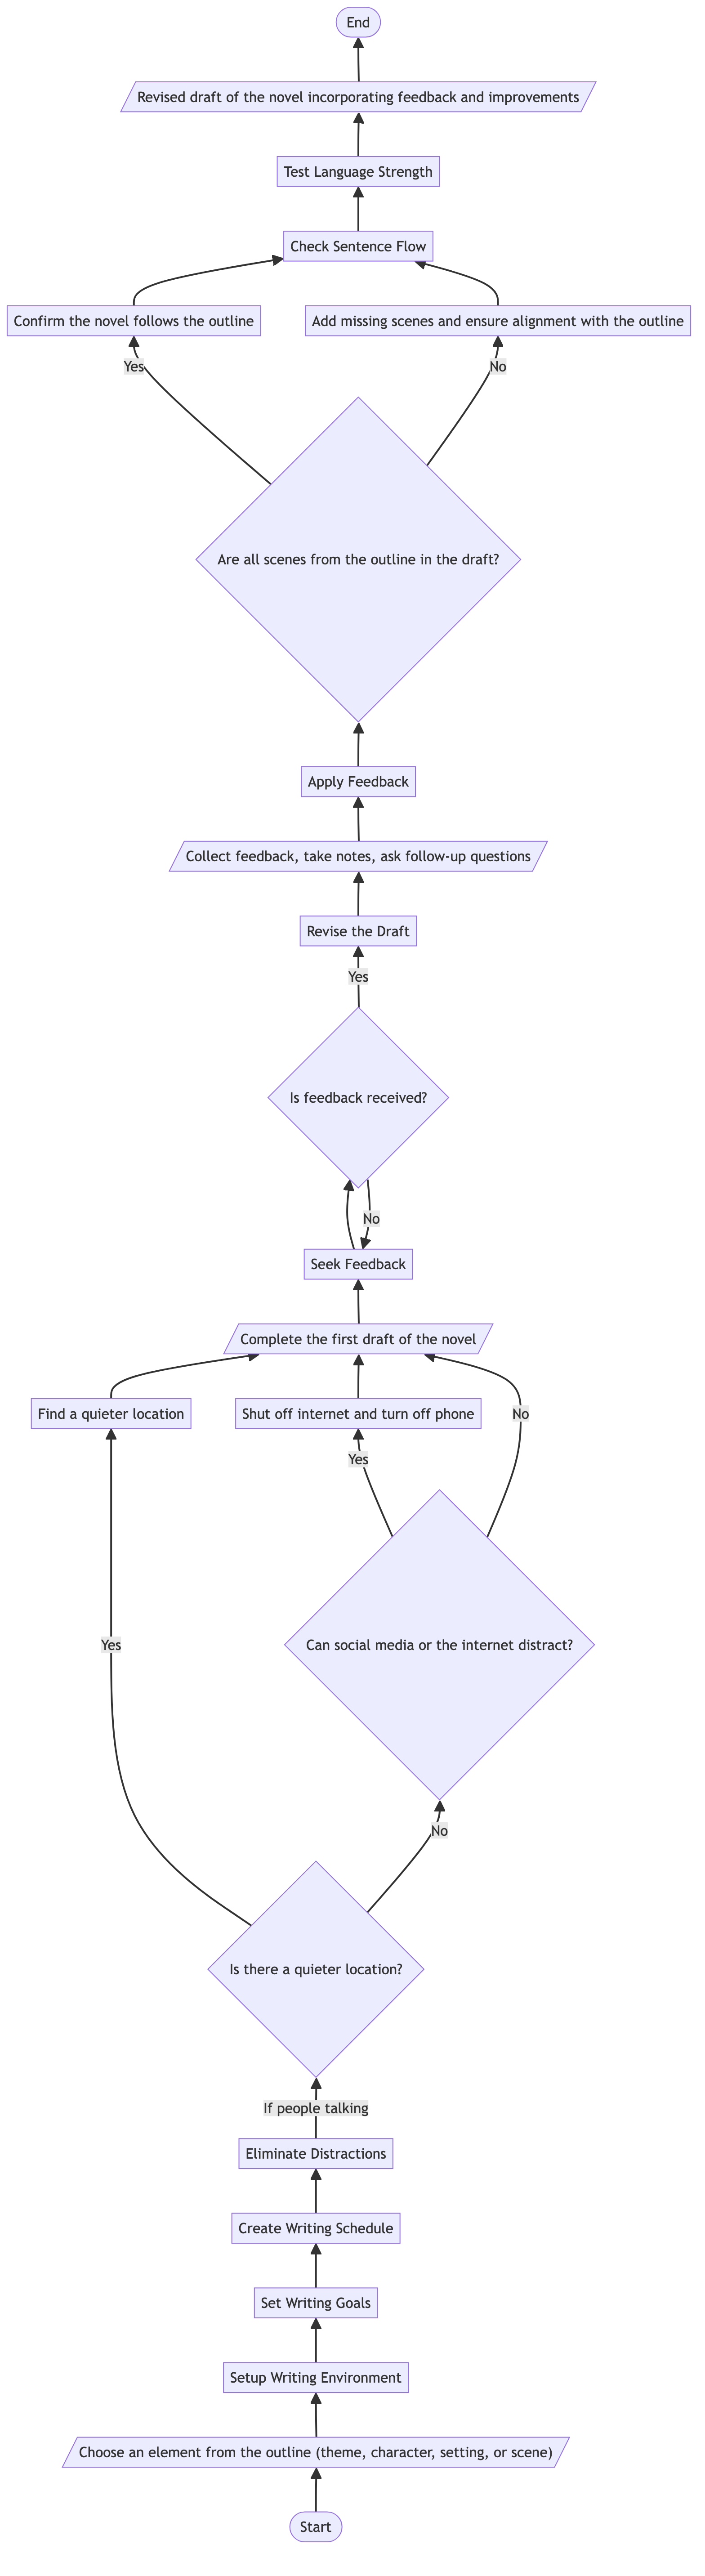 End
Revised draft of the novel incorporating feedback and improvements
Test Language Strength
Check Sentence Flow
Confirm the novel follows the outline
Add missing scenes and ensure alignment with the outline
Yes
No
Are all scenes from the outline in the draft?
Apply Feedback
Collect feedback, take notes, ask follow-up questions
Revise the Draft
Yes
Is feedback received?
No
Seek Feedback
Complete the first draft of the novel
Find a quieter location
Shut off internet and turn off phone
No
Yes
Can social media or the internet distract?
Yes
No
Is there a quieter location?
If people talking
Eliminate Distractions
Create Writing Schedule
Set Writing Goals
Setup Writing Environment
Choose an element from the outline (theme, character, setting, or scene)
Start